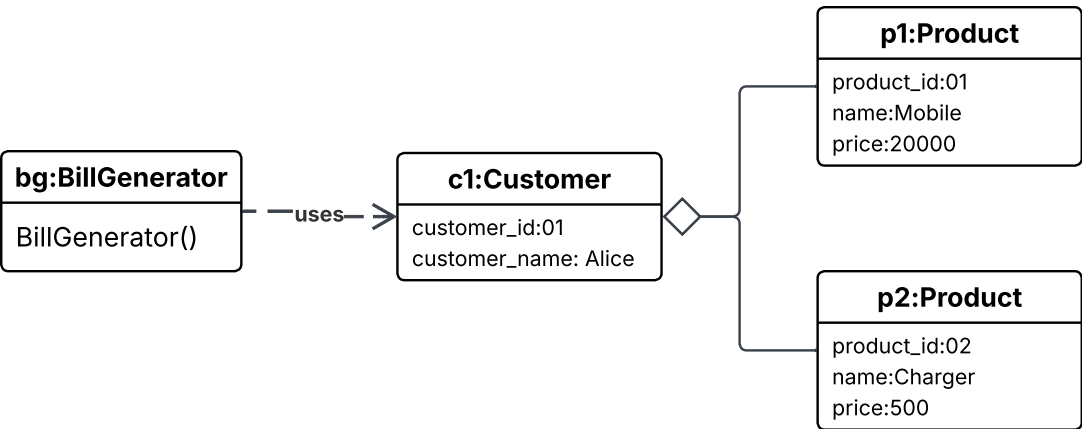 bg:BillGenerator
BillGenerator()
uses
c1:Customer
customer_id:01
customer_name: Alice
p1:Product
product_id:01
name:Mobile
price:20000
p2:Product
product_id:02
name:Charger
price:500